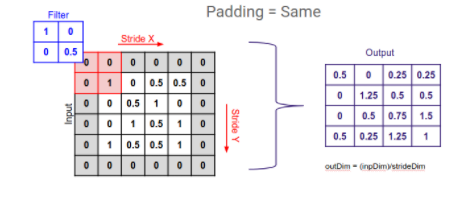 Padding = Same
Filter
1 0
0 0.5
Stride X
Input
0 0 0 0 0 0
0 1 0 0.5 0.5 0
0 0 0.5 1 0 0
0 0 1 0.5 1 0
0 1 0.5 0.5 1 0
0 0 0 0 0 0
Stride Y
Output
0.5 0 0.25 0.25
0 1.25 0.5 0.5
0 0.5 0.75 1.5
0.5 0.25 1.25 1
outDim = (inpDim)/strideDim